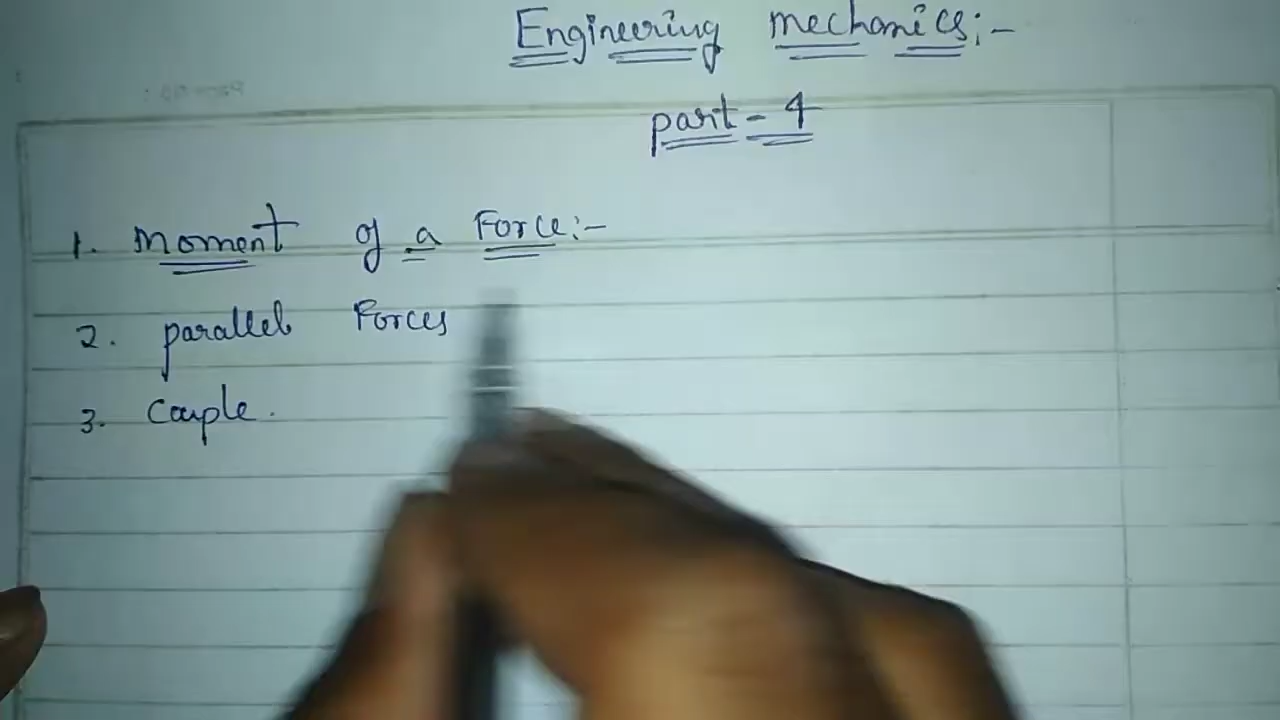 Engineering mechanics:-
part - 4
1. Moment of a Force:-
2. parallel Forces
3. Couple.